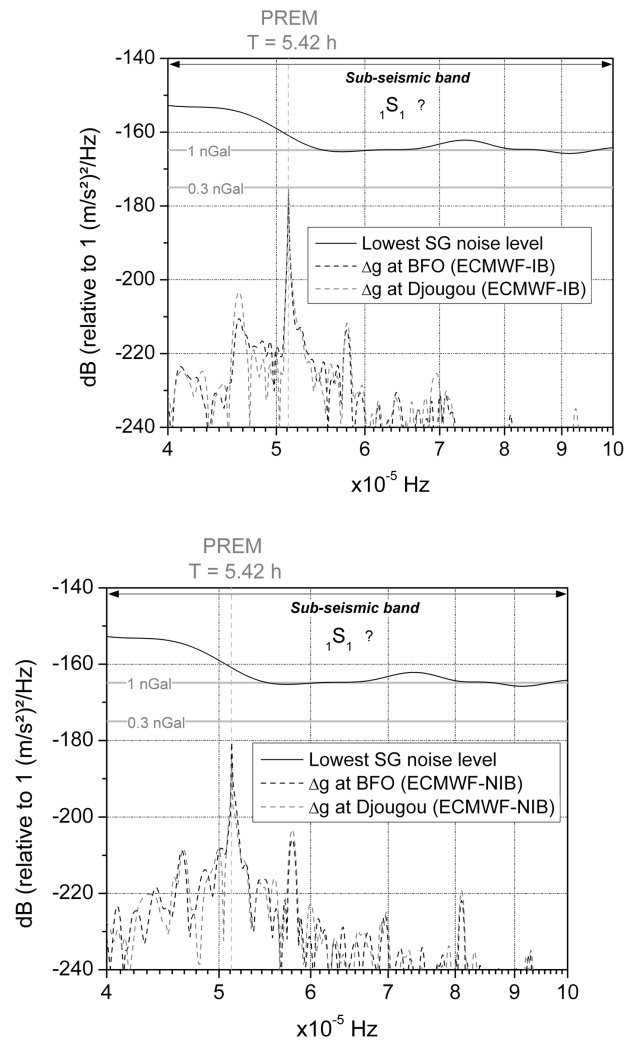 PREM
T = 5.42 h
-140
Sub-seismic band
₁S₁ ?
-160
1 nGal
0.3 nGal
-180
Lowest SG noise level
Δg at BFO (ECMWF-IB)
Δg at Djougou (ECMWF-IB)
-200
-220
-240
dB (relative to 1 (m/s²)²/Hz)
4 5 6 7 8 9 10
x10⁻⁵ Hz
PREM
T = 5.42 h
-140
Sub-seismic band
₁S₁ ?
-160
1 nGal
0.3 nGal
-180
Lowest SG noise level
Δg at BFO (ECMWF-NIB)
Δg at Djougou (ECMWF-NIB)
-200
-220
-240
dB (relative to 1 (m/s²)²/Hz)
4 5 6 7 8 9 10
x10⁻⁵ Hz